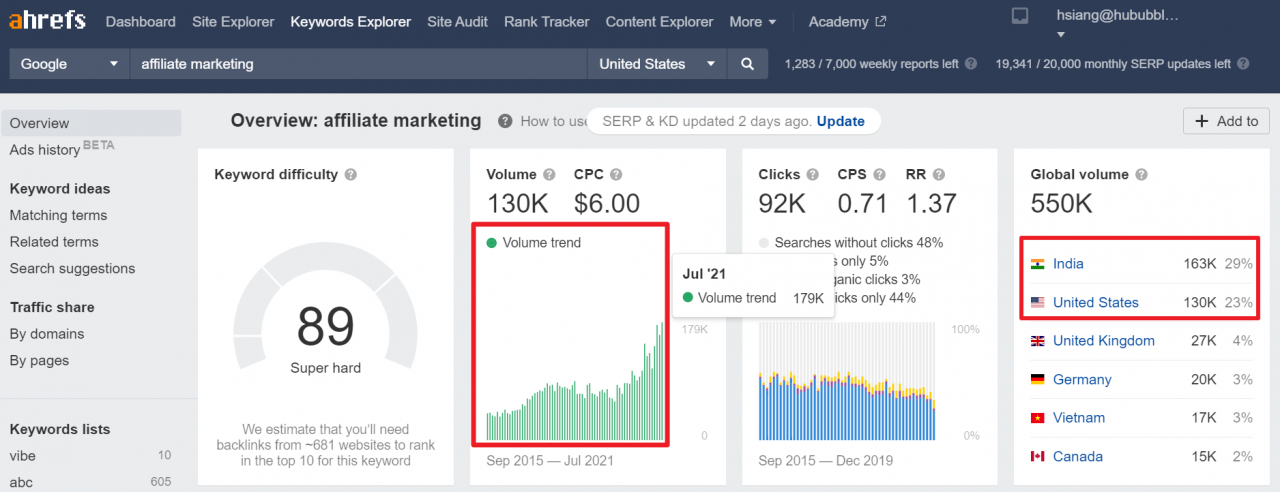 ahrefs Dashboard Site Explorer Keywords Explorer Site Audit Rank Tracker Content Explorer More Academy hsiang@hububbl...
Google affiliate marketing United States 1,283 / 7,000 weekly reports left 19,341 / 20,000 monthly SERP updates left
Overview
Ads history BETA
Keyword ideas
Matching terms
Related terms
Search suggestions
Traffic share
By domains
By pages
Keywords lists
vibe 10
abc 605
Overview: affiliate marketing ? How to use SERP & KD updated 2 days ago. Update + Add to
Keyword difficulty ?
89
Super hard
We estimate that you'll need
backlinks from ~681 websites to rank
in the top 10 for this keyword
Volume ? CPC ?
130K $6.00
Volume trend
179K
0
Sep 2015 — Jul 2021
Jul '21
Volume trend 179K
Clicks ? CPS ? RR ?
92K 0.71 1.37
Searches without clicks 48%
s only 5%
ganic clicks 3%
icks only 44%
100%
0%
Sep 2015 — Dec 2019
Global volume ?
550K
India 163K 29%
United States 130K 23%
United Kingdom 27K 4%
Germany 20K 3%
Vietnam 17K 3%
Canada 15K 2%